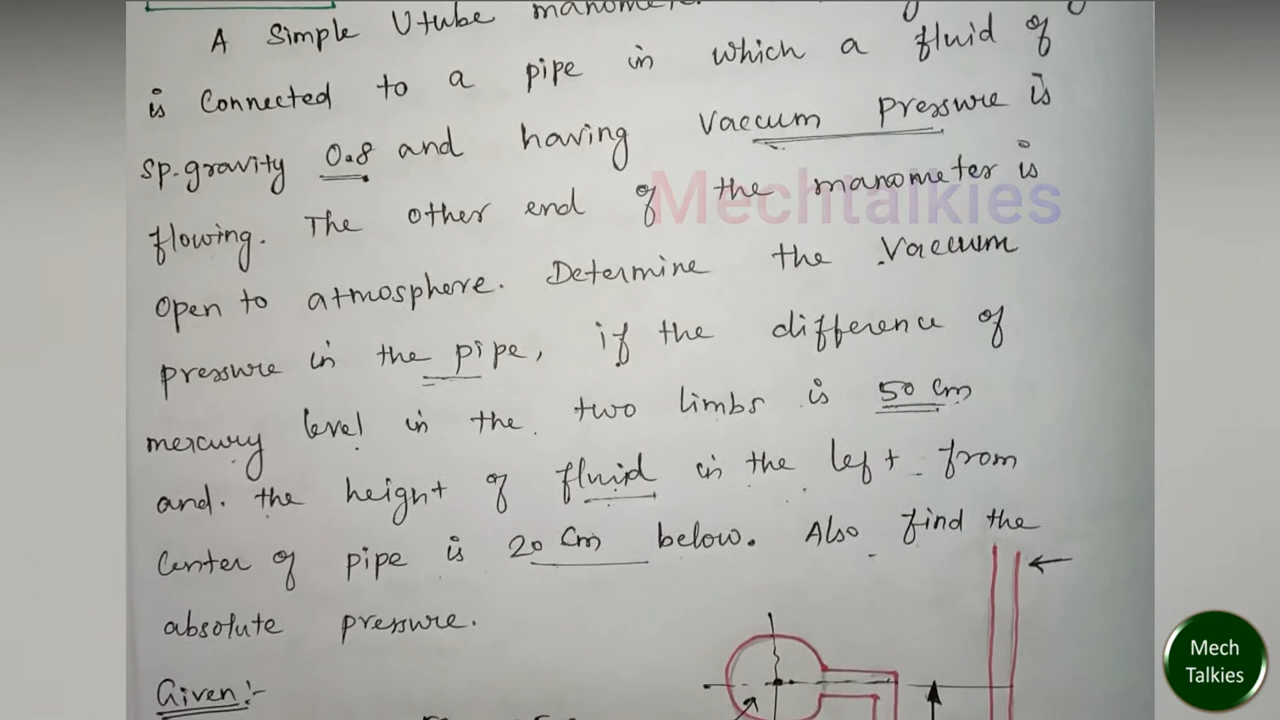 A Simple U tube
is Connected to a pipe in which a fluid of
sp.gravity 0.8 and having Vaccum pressure is
flowing. The other end of the manometer is
open to atmosphere. Determine the Vaccum
pressure in the pipe, if the difference of
mercury level in the two limbs is 50 cm
and. the height of fluid in the left from
Center of pipe is 20 cm below. Also find the
absolute pressure.
Given:-
Mechtalkies
Mech
Talkies